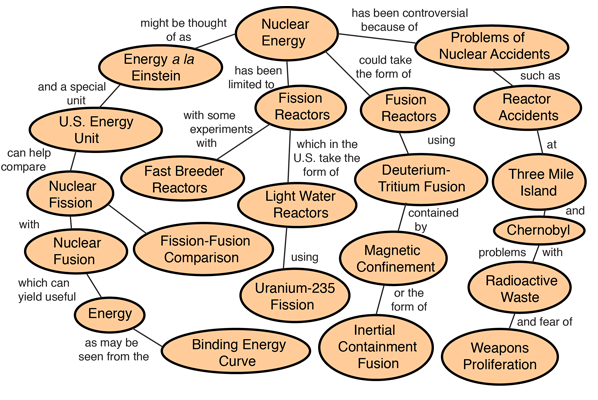 Nuclear
Energy
might be thought
of as
has been controversial
because of
Problems of
Nuclear Accidents
Energy a la
Einstein
has been
limited to
could take
the form of
such as
and a special
unit
Fission
Reactors
Fusion
Reactors
Reactor
Accidents
U.S. Energy
Unit
with some
experiments
with
which in the
U.S. take the
form of
using
at
can help
compare
Fast Breeder
Reactors
Deuterium-
Tritium Fusion
Three Mile
Island
Nuclear
Fission
Light Water
Reactors
contained
by
and
Chernobyl
with
Fission-Fusion
Comparison
Nuclear
Fusion
using
Magnetic
Confinement
problems with
which can
yield useful
Uranium-235
Fission
or the
form of
Radioactive
Waste
Energy
and fear of
as may be
seen from the
Binding Energy
Curve
Inertial
Containment
Fusion
Weapons
Proliferation